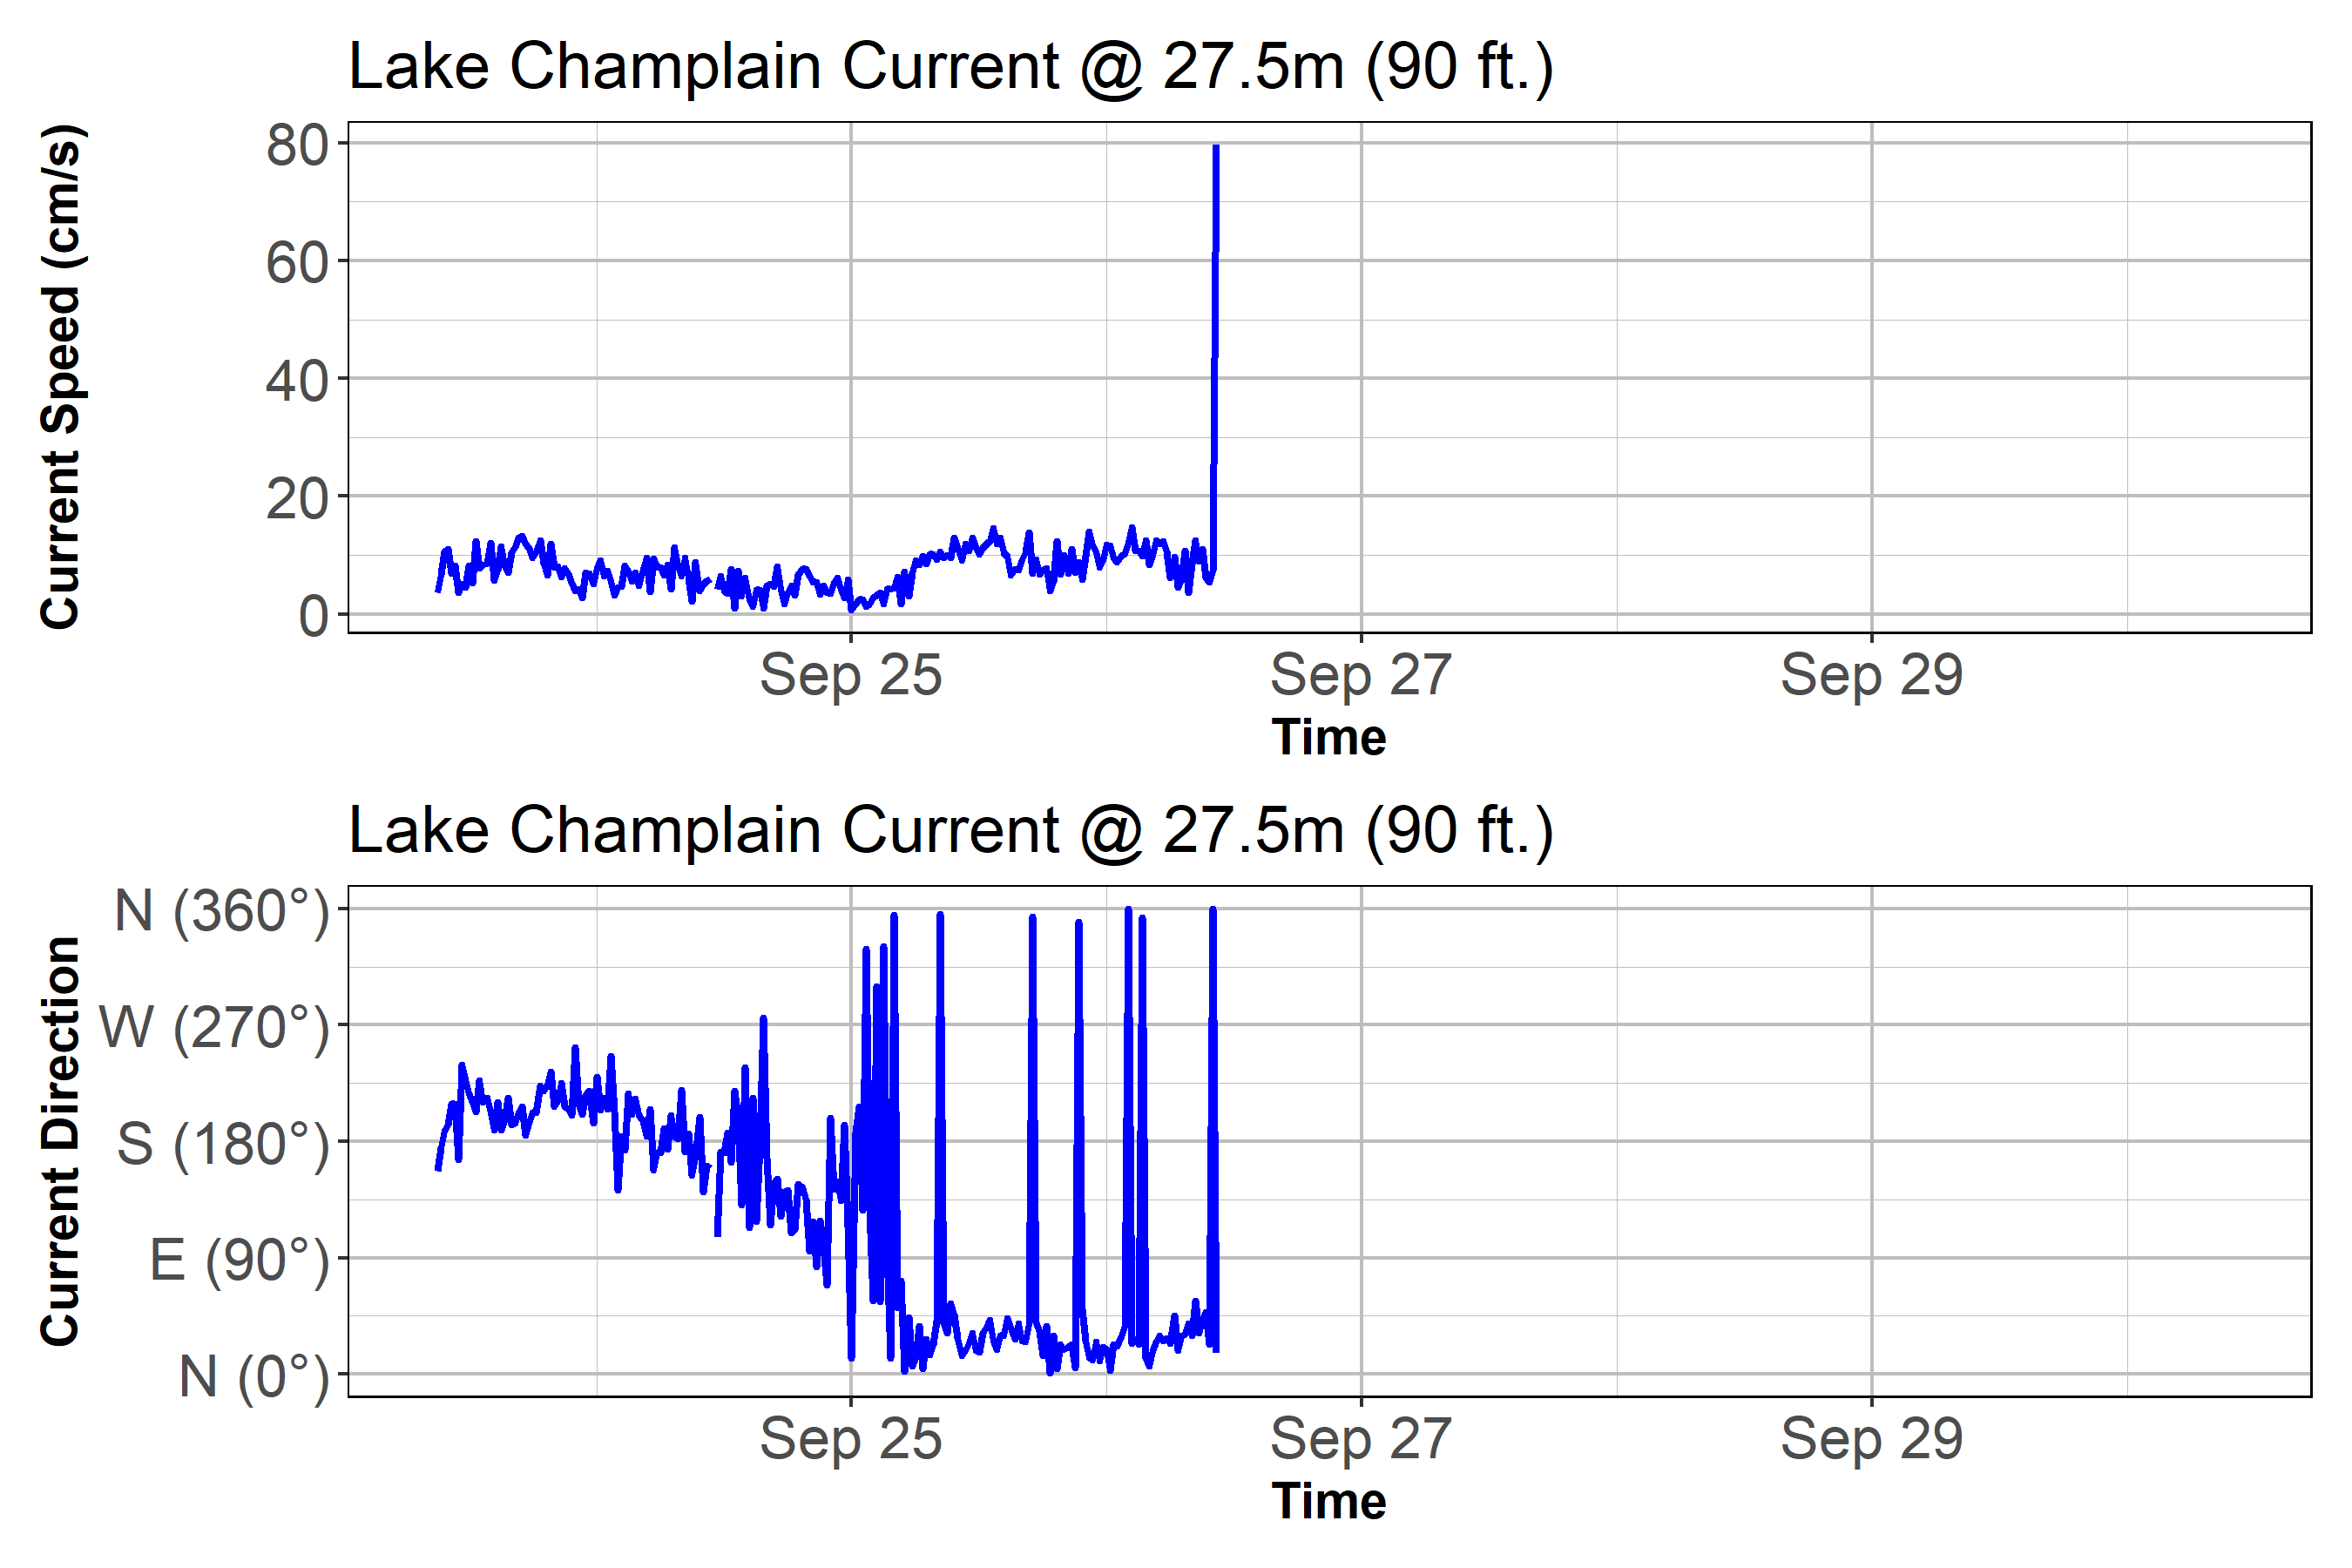 Lake Champlain Current @ 27.5m (90 ft.)
Current Speed (cm/s)
80
60
40
20
0
Sep 25 Sep 27 Sep 29
Time
Lake Champlain Current @ 27.5m (90 ft.)
Current Direction
N (360°)
W (270°)
S (180°)
E (90°)
N (0°)
Sep 25 Sep 27 Sep 29
Time